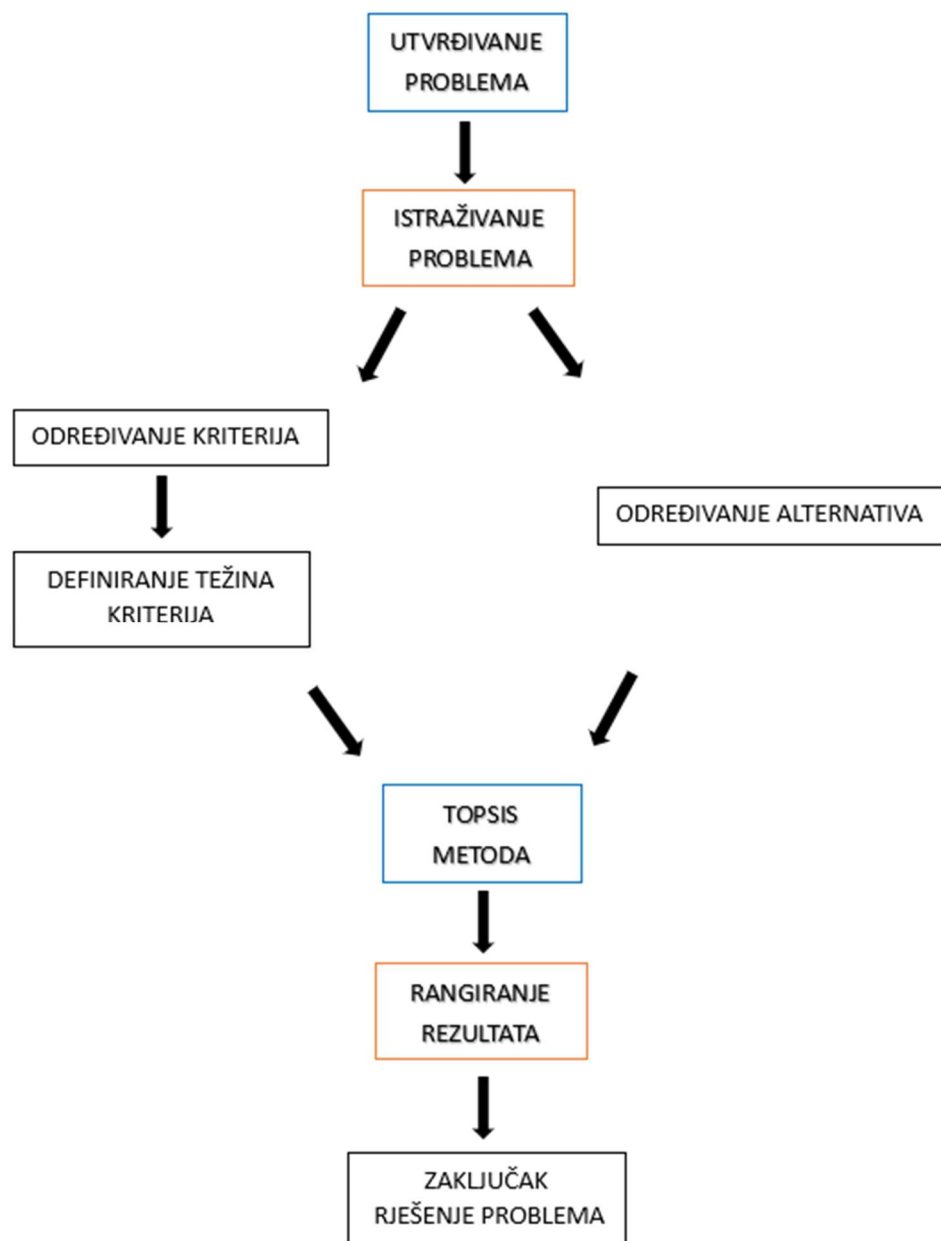 UTVRĐIVANJE
PROBLEMA
ISTRAŽIVANJE
PROBLEMA
ODREĐIVANJE KRITERIJA
ODREĐIVANJE ALTERNATIVA
DEFINIRANJE TEŽINA
KRITERIJA
TOPSIS
METODA
RANGIRANJE
REZULTATA
ZAKLJUČAK
RJEŠENJE PROBLEMA